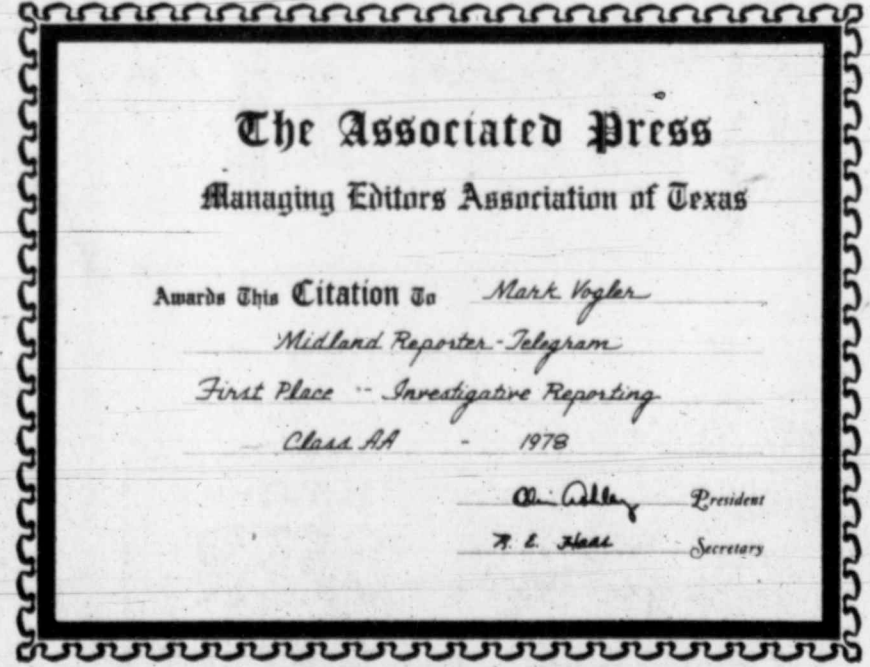 The Associated Press
Managing Editors Association of Texas
Awards This Citation To Mark Vogler
Midland Reporter-Telegram
First Place -- Investigative Reporting
Class AA - 1978
President
R. E. Haas Secretary